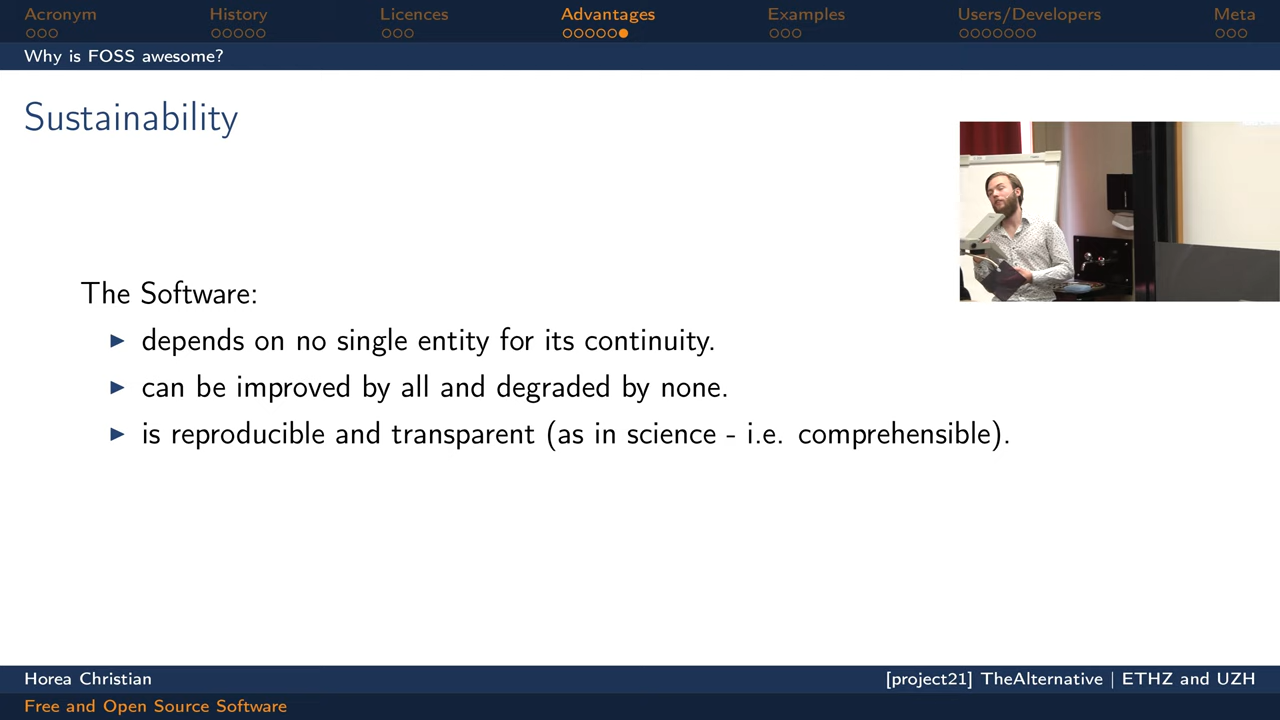 Acronym History Licences Advantages Examples Users/Developers Meta
Why is FOSS awesome?
Sustainability
The Software:
depends on no single entity for its continuity.
can be improved by all and degraded by none.
is reproducible and transparent (as in science - i.e. comprehensible).
Horea Christian [project21] TheAlternative | ETHZ and UZH
Free and Open Source Software